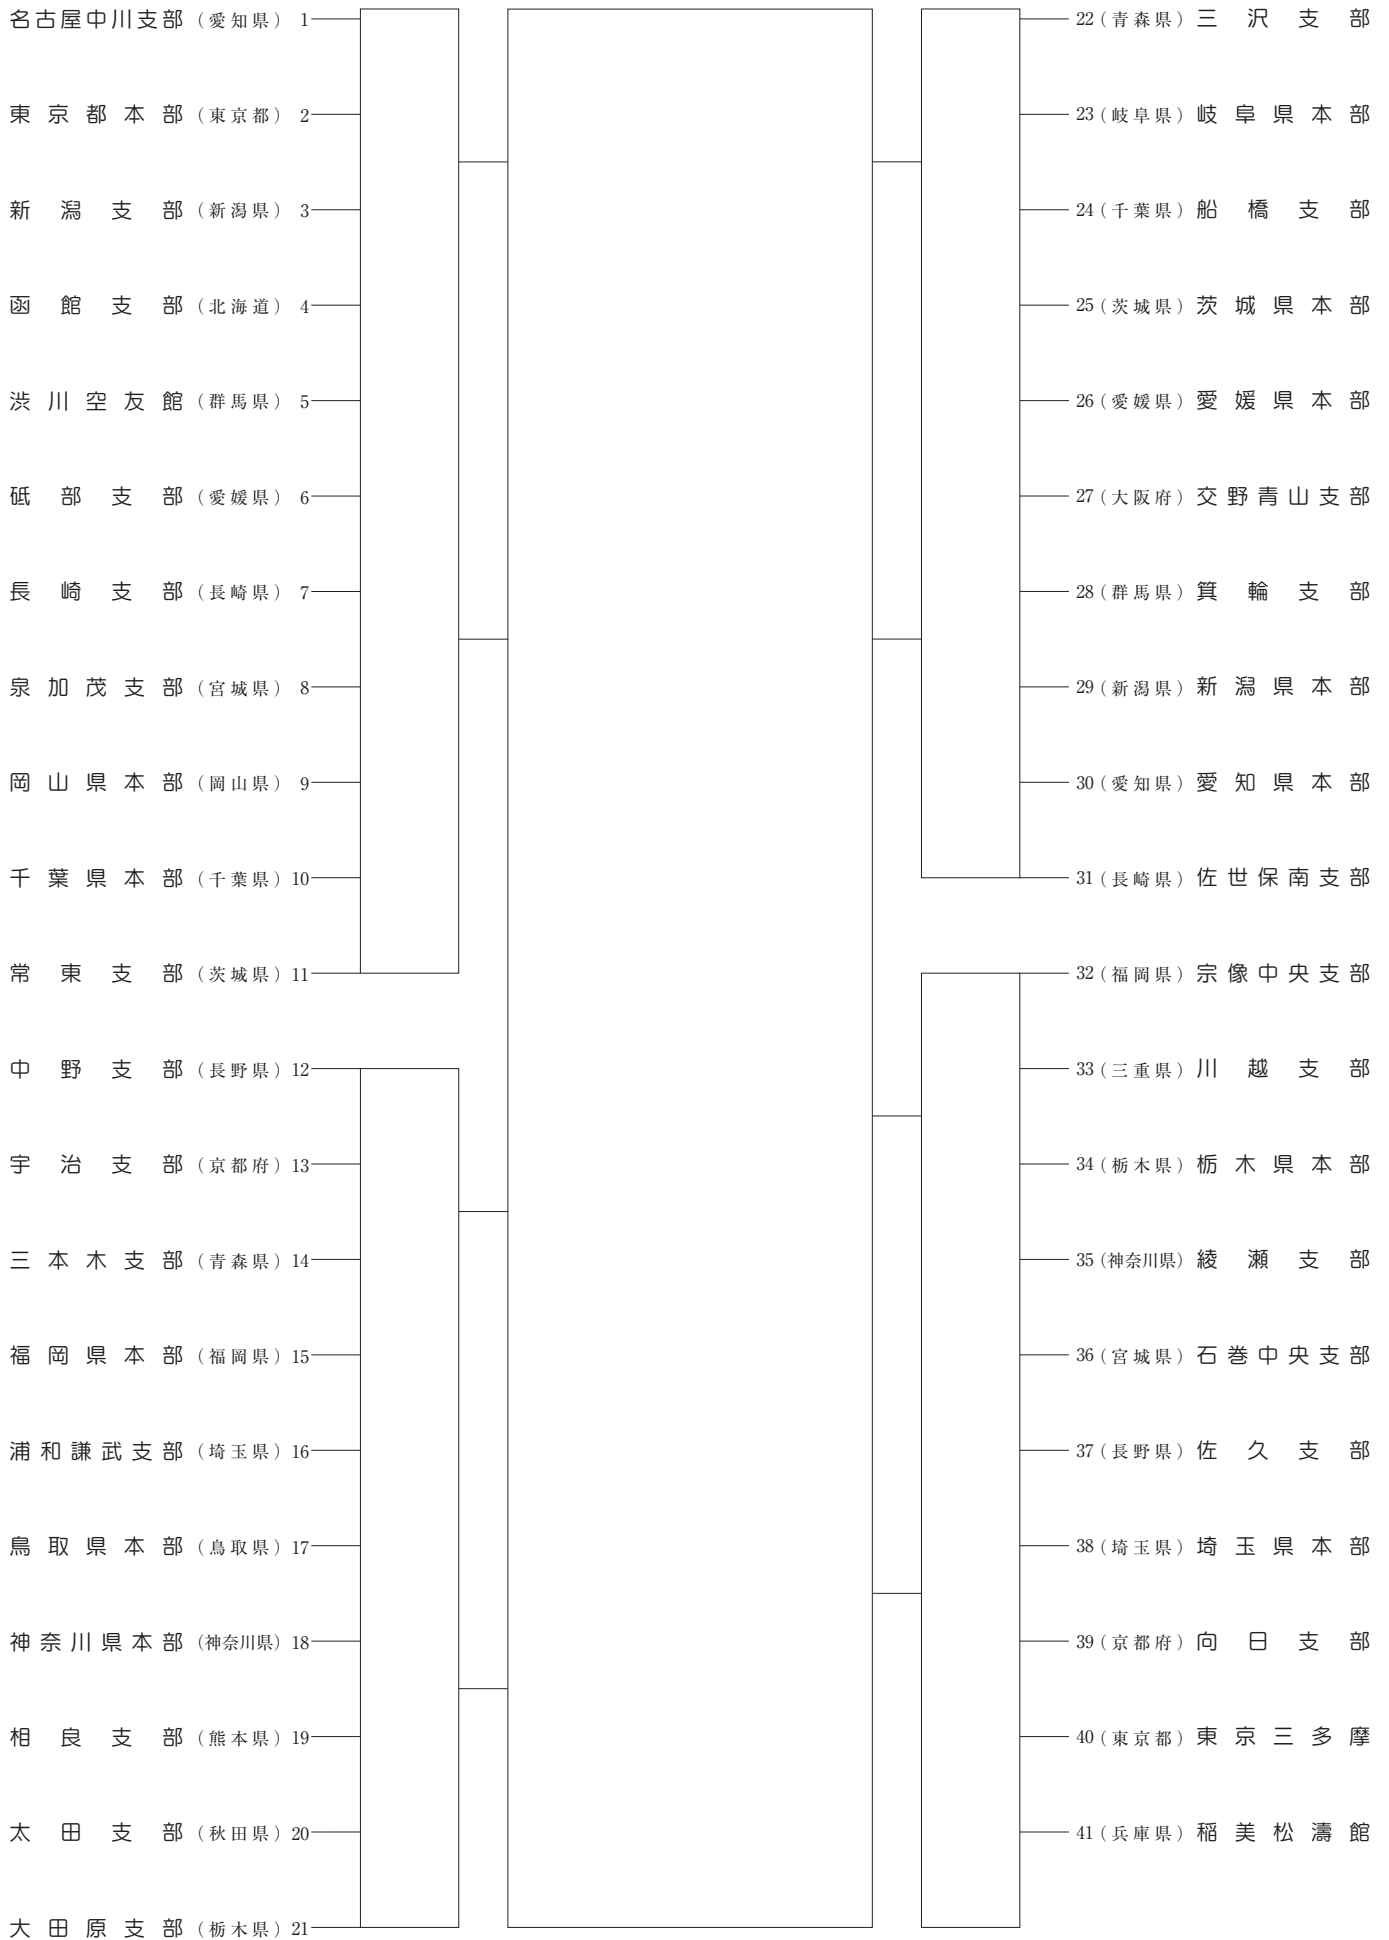 名古屋中川支部 (愛知県) 1
東京都本部 (東京都) 2
新潟支部 (新潟県) 3
函館支部 (北海道) 4
渋川空友館 (群馬県) 5
砥部支部 (愛媛県) 6
長崎支部 (長崎県) 7
泉加茂支部 (宮城県) 8
岡山県本部 (岡山県) 9
千葉県本部 (千葉県) 10
常東支部 (茨城県) 11
中野支部 (長野県) 12
宇治支部 (京都府) 13
三本木支部 (青森県) 14
福岡県本部 (福岡県) 15
浦和謙武支部 (埼玉県) 16
鳥取県本部 (鳥取県) 17
神奈川県本部 (神奈川県) 18
相良支部 (熊本県) 19
太田支部 (秋田県) 20
大田原支部 (栃木県) 21
22 (青森県) 三沢支部
23 (岐阜県) 岐阜県本部
24 (千葉県) 船橋支部
25 (茨城県) 茨城県本部
26 (愛媛県) 愛媛県本部
27 (大阪府) 交野青山支部
28 (群馬県) 箕輪支部
29 (新潟県) 新潟県本部
30 (愛知県) 愛知県本部
31 (長崎県) 佐世保南支部
32 (福岡県) 宗像中央支部
33 (三重県) 川越支部
34 (栃木県) 栃木県本部
35 (神奈川県) 綾瀬支部
36 (宮城県) 石巻中央支部
37 (長野県) 佐久支部
38 (埼玉県) 埼玉県本部
39 (京都府) 向日支部
40 (東京都) 東京三多摩
41 (兵庫県) 稲美松濤館